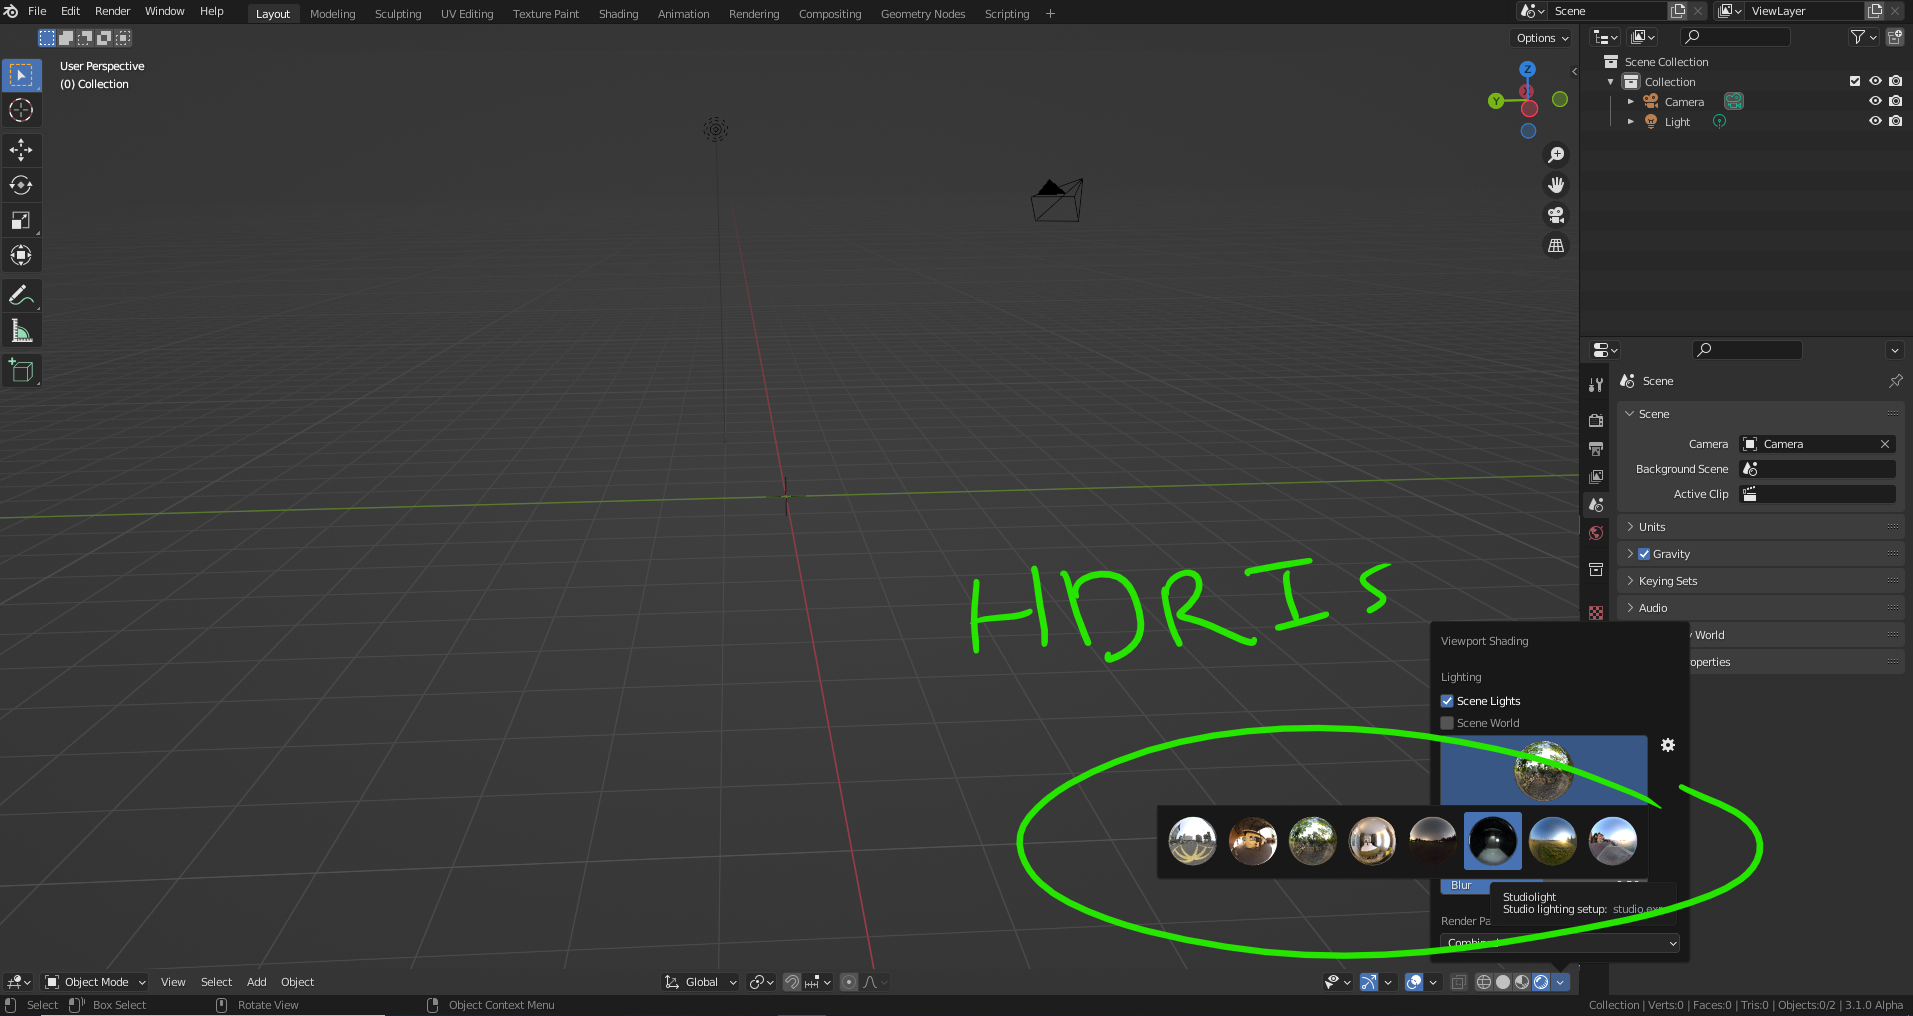 File Edit Render Window Help Layout Modeling Sculpting UV Editing Texture Paint Shading Animation Rendering Compositing Geometry Nodes Scripting + Scene ViewLayer
Options
User Perspective
(0) Collection
Z
Y
X
Scene Collection
Collection
Camera
Light
Scene
Scene
Camera Camera
Background Scene
Active Clip
Units
Gravity
Keying Sets
Audio
World
operties
HDRIs
Viewport Shading
Lighting
Scene Lights
Scene World
Blur
Studiolight
Studio lighting setup: studio.ex
Render Pa
Combined
Object Mode View Select Add Object Global
Select Box Select Rotate View Object Context Menu
Collection | Verts:0 | Faces:0 | Tris:0 | Objects:0/2 | 3.1.0 Alpha